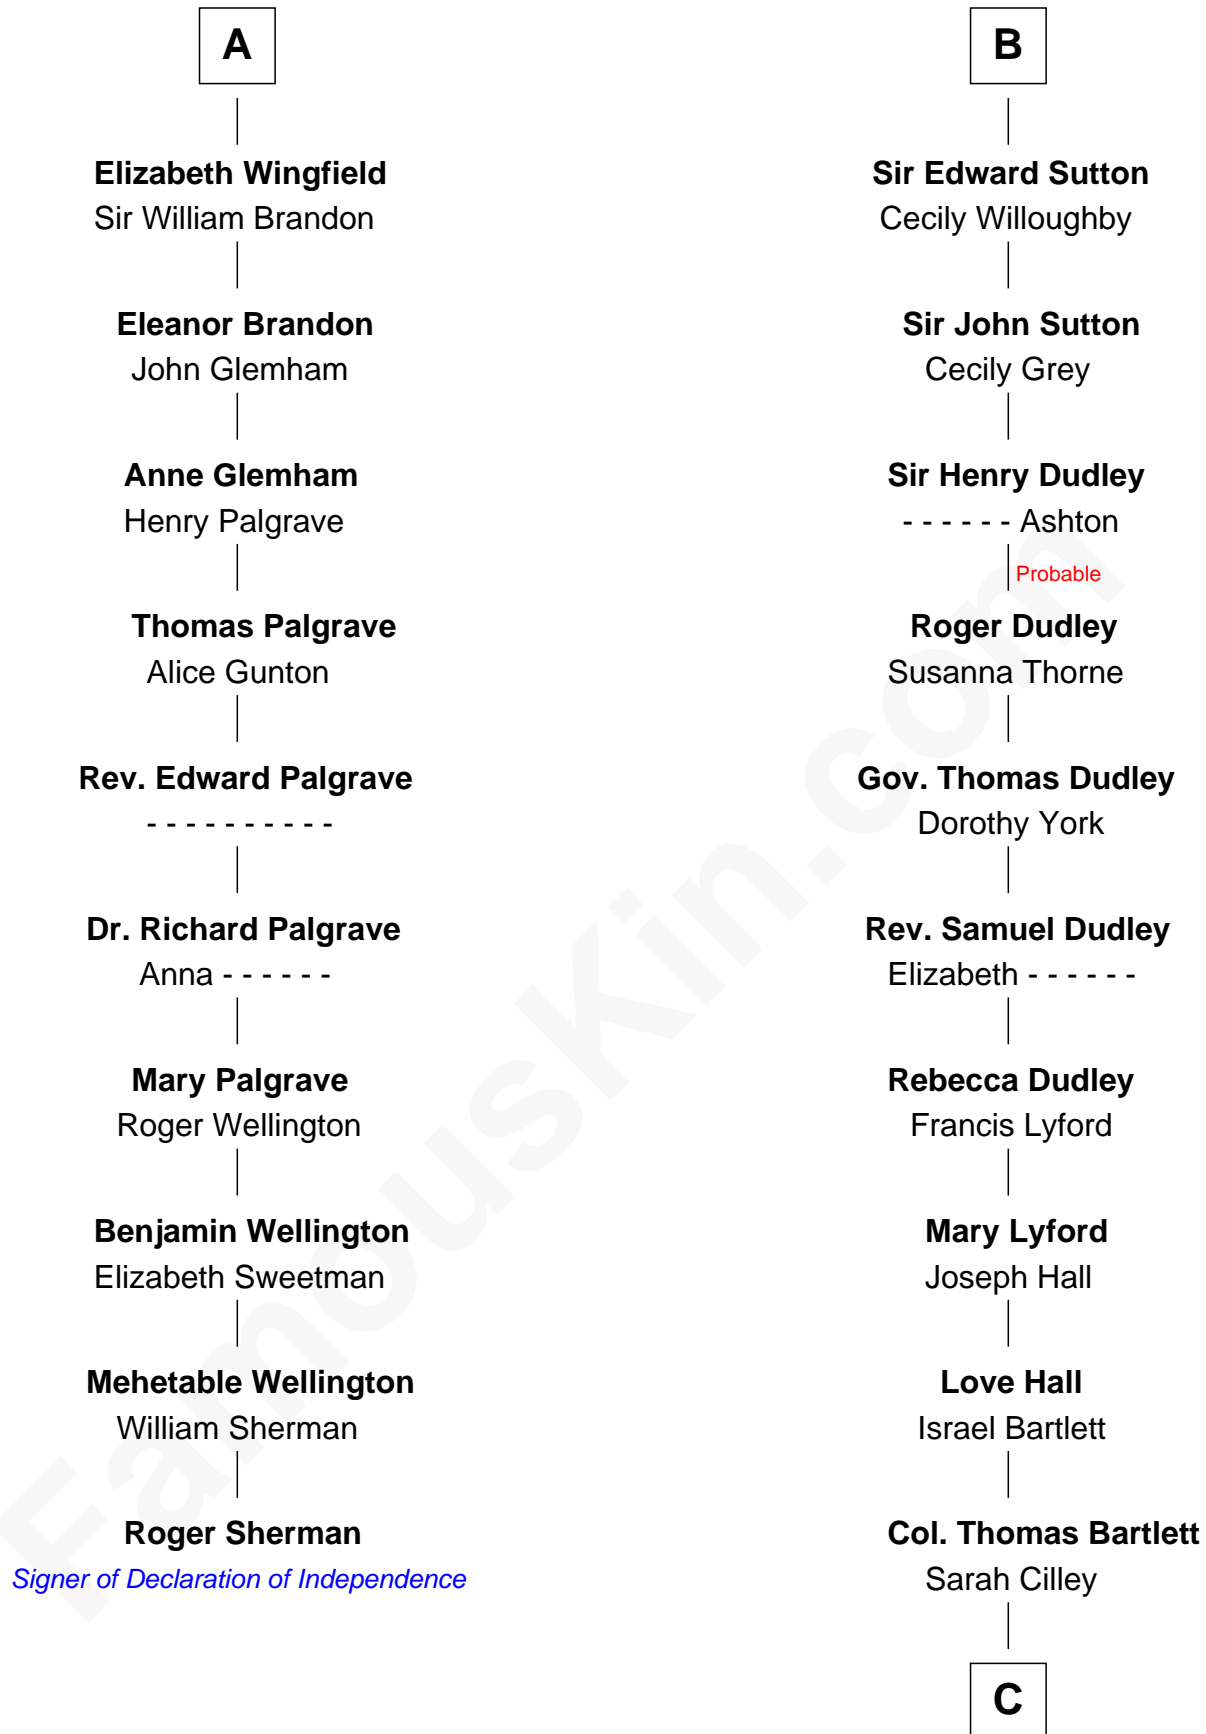 A
Elizabeth Wingfield
Sir William Brandon
Eleanor Brandon
John Glemham
Anne Glemham
Henry Palgrave
Thomas Palgrave
Alice Gunton
Rev. Edward Palgrave
- - - - - - - - - -
Dr. Richard Palgrave
Anna - - - - - -
Mary Palgrave
Roger Wellington
Benjamin Wellington
Elizabeth Sweetman
Mehetable Wellington
William Sherman
Roger Sherman
Signer of Declaration of Independence
B
Sir Edward Sutton
Cecily Willoughby
Sir John Sutton
Cecily Grey
Sir Henry Dudley
- - - - - - Ashton
Probable
Roger Dudley
Susanna Thorne
Gov. Thomas Dudley
Dorothy York
Rev. Samuel Dudley
Elizabeth - - - - - -
Rebecca Dudley
Francis Lyford
Mary Lyford
Joseph Hall
Love Hall
Israel Bartlett
Col. Thomas Bartlett
Sarah Cilley
C
FamousKin.com